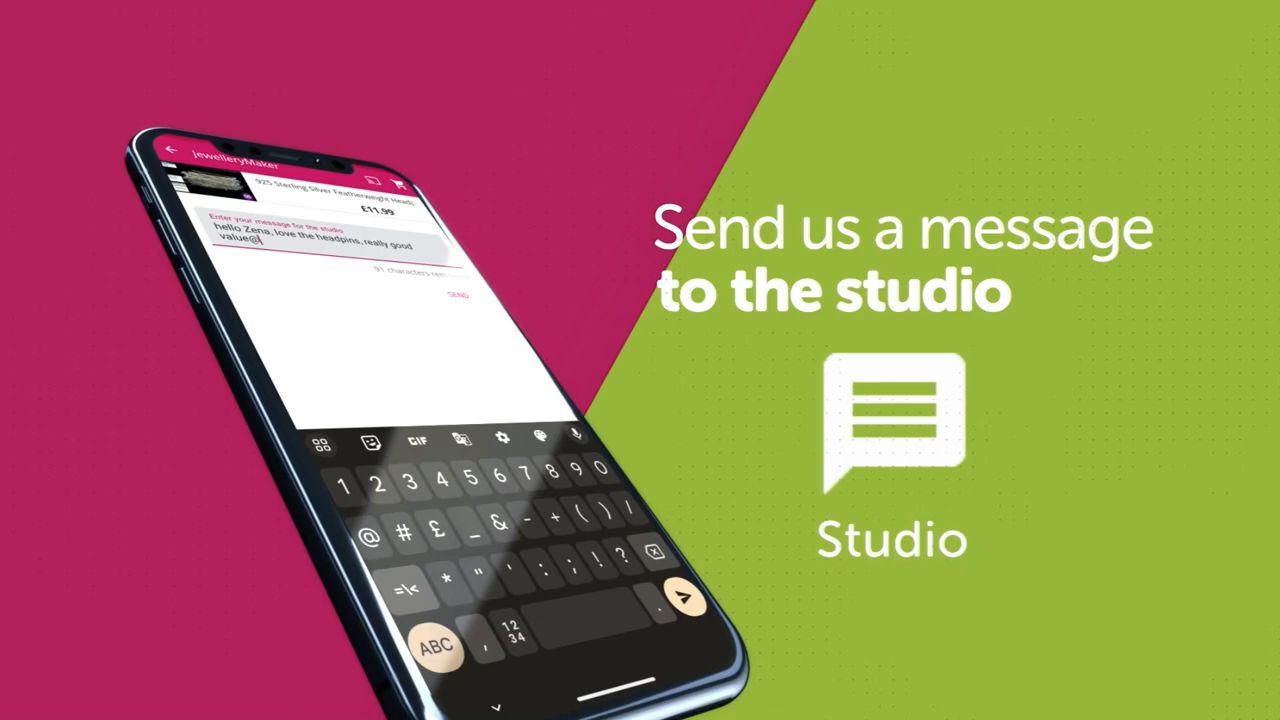 jewelleryMaker
925 Sterling Silver Featherweight Headp
£11.99
Enter your message for the studio
hello Zena, love the headpins, really good
value@
91 characters rem
SEND
Send us a message
to the studio
Studio
GIF
1 2 3 4 5 6 7 8 9 0
@ # £ _ & - + ( ) /
=\< * " ' : ; ! ?
ABC , 12 34 .